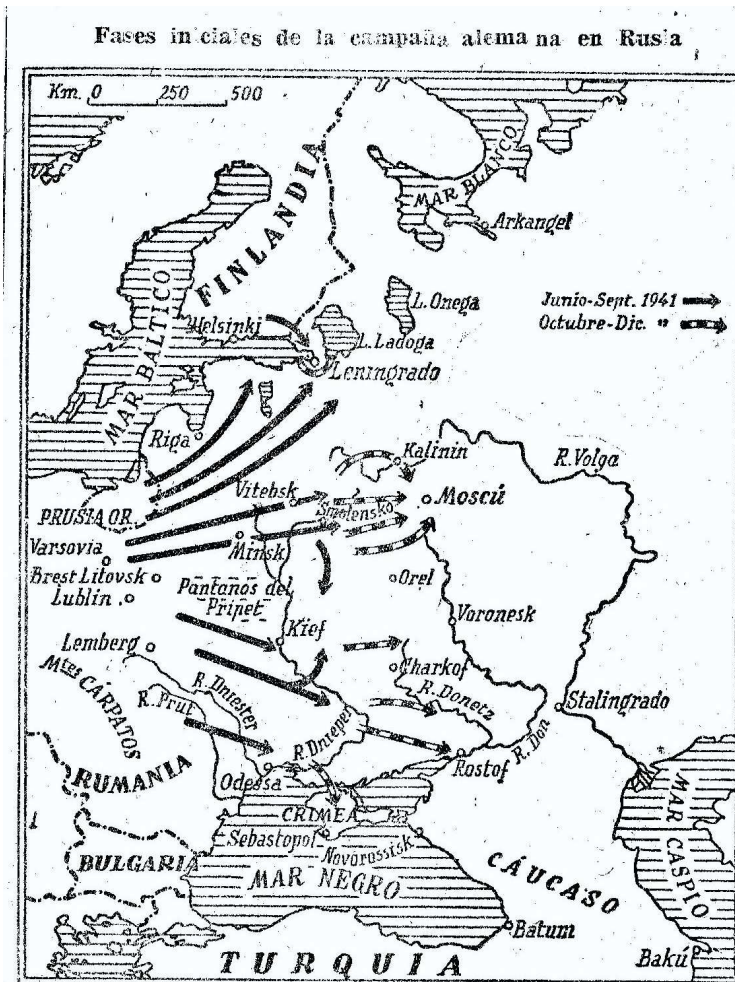 Fases iniciales de la campaña alemana en Rusia
Km. 0 250 500
MAR BLANCO
FINLANDIA
Arkangel
L. Onega
Junio-Sept. 1941
Octubre-Dic. "
MAR BALTICO
Helsinki
L. Ladoga
Leningrado
Riga
Kalinin
R. Volga
Vitebsk
Moscú
PRUSIA OR.
Smolensko
Varsovia
Minsk
Brest Litovsk
Orel
Lublin
Pantanos del
Pripet
Voronesk
Kief
Lemberg
Charkof
Mtes CÁRPATOS
R. Dniester
R. Donetz
Stalingrado
R. Prut
R. Dnieper
R. Don
RUMANIA
Rostof
Odessa
CRIMEA
Sebastopol
Novorossisk
MAR CASPIO
BULGARIA
MAR NEGRO
CÁUCASO
Batum
Bakú
TURQUIA